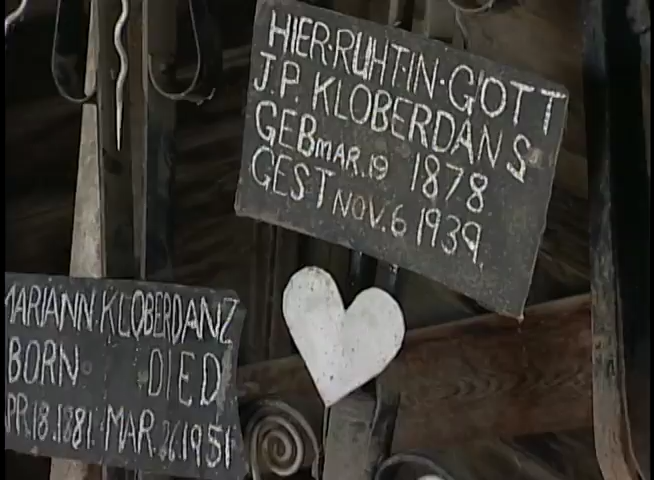 HIER·RUHT·IN·GOTT
J.P. KLOBERDANS
GEB MAR.19 1878
GEST NOV.6 1939.
MARIANN·KLOBERDANZ
BORN DIED
PR.18.1881. MAR.26.1951